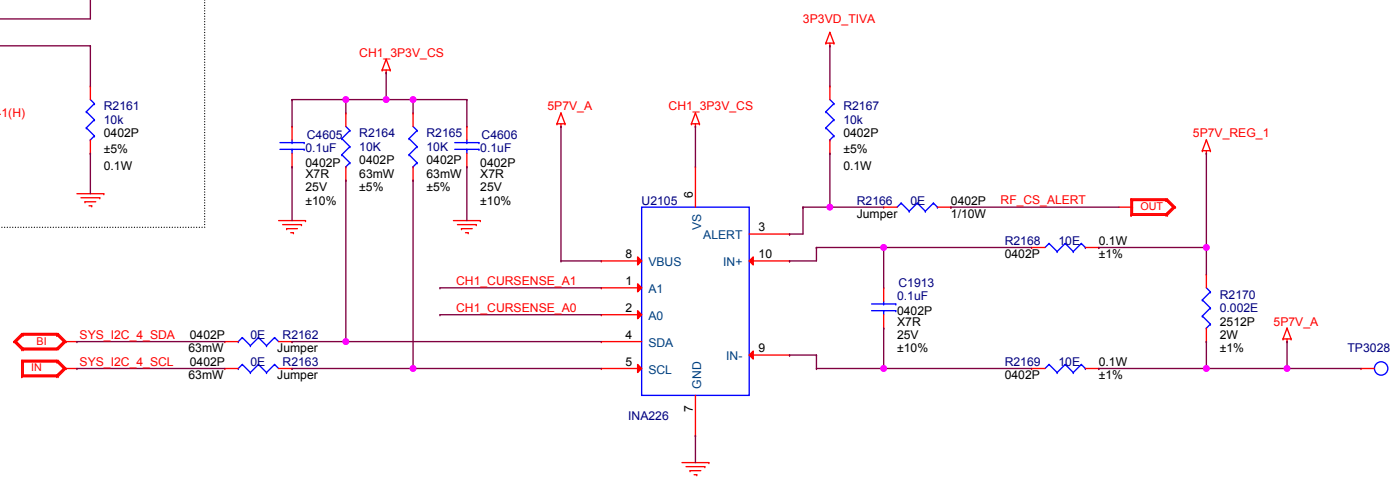 3P3VD_TIVA
CH1_3P3V_CS
R2161
10k
0402P
±5%
0.1W
1(H)
C4605
0.1uF
0402P
X7R
25V
±10%
R2164
10K
0402P
63mW
±5%
R2165
10K
0402P
63mW
±5%
C4606
0.1uF
0402P
X7R
25V
±10%
5P7V_A
CH1_3P3V_CS
R2167
10k
0402P
±5%
0.1W
5P7V_REG_1
U2105
6
VS
ALERT
3
R2166
Jumper
0E
0402P
1/10W
RF_CS_ALERT
OUT
8
VBUS
IN+
10
R2168
0402P
10E
0.1W
±1%
CH1_CURSENSE_A1
1
A1
CH1_CURSENSE_A0
2
A0
C1913
0.1uF
0402P
X7R
25V
±10%
R2170
0.002E
2512P
2W
±1%
5P7V_A
BI
SYS_I2C_4_SDA
0402P
63mW
0E
R2162
Jumper
4
SDA
IN-
9
IN
SYS_I2C_4_SCL
0402P
63mW
0E
R2163
Jumper
5
SCL
GND
7
R2169
0402P
10E
0.1W
±1%
TP3028
INA226